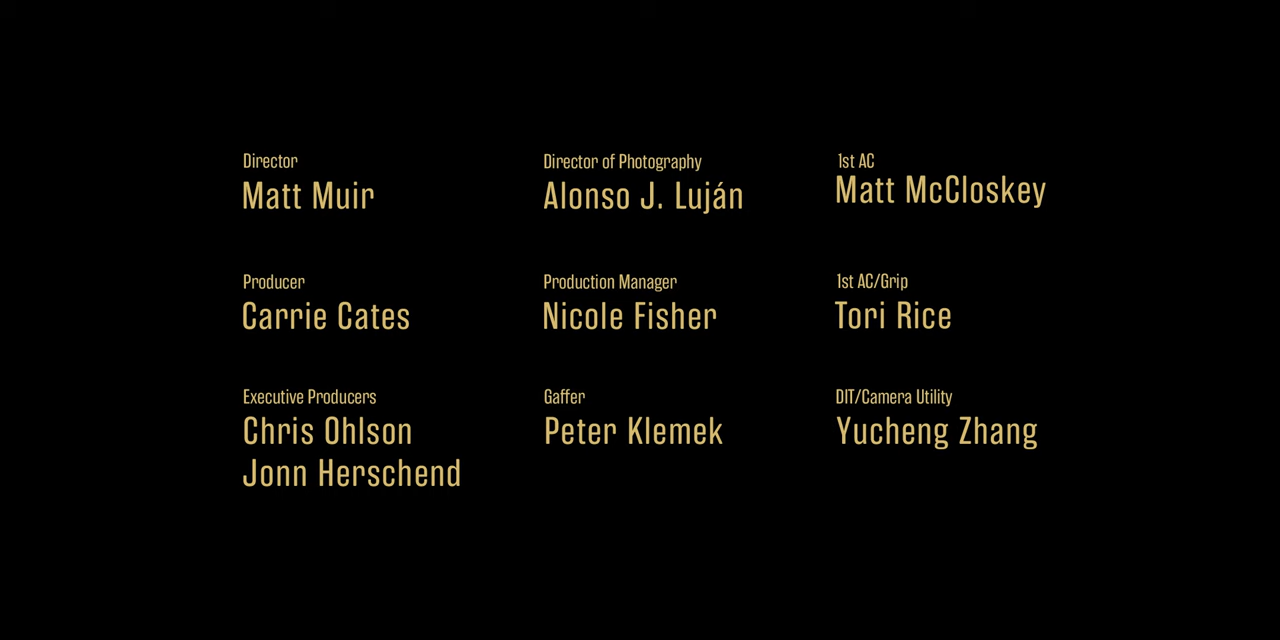 Director
Matt Muir
Producer
Carrie Cates
Executive Producers
Chris Ohlson
Jonn Herschend
Director of Photography
Alonso J. Luján
Production Manager
Nicole Fisher
Gaffer
Peter Klemek
1st AC
Matt McCloskey
1st AC/Grip
Tori Rice
DIT/Camera Utility
Yucheng Zhang